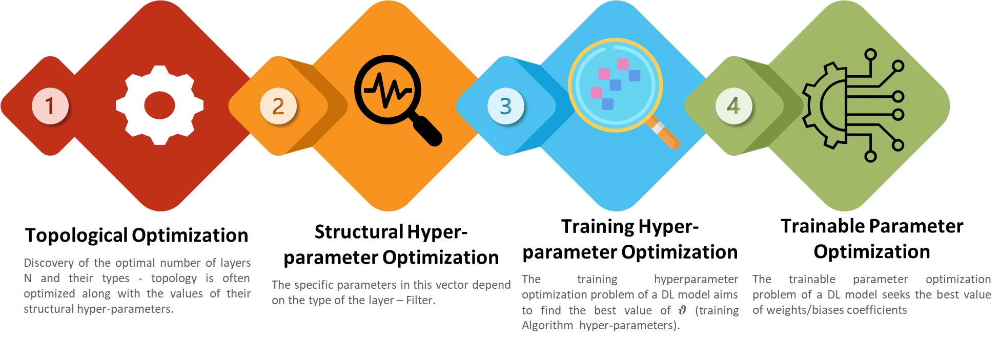 1
Topological Optimization
Discovery of the optimal number of layers
N and their types - topology is often
optimized along with the values of their
structural hyper-parameters.
2
Structural Hyper-
parameter Optimization
The specific parameters in this vector depend
on the type of the layer – Filter.
3
Training Hyper-
parameter Optimization
The training hyperparameter
optimization problem of a DL model aims
to find the best value of ϑ (training
Algorithm hyper-parameters).
4
Trainable Parameter
Optimization
The trainable parameter optimization
problem of a DL model seeks the best value
of weights/biases coefficients